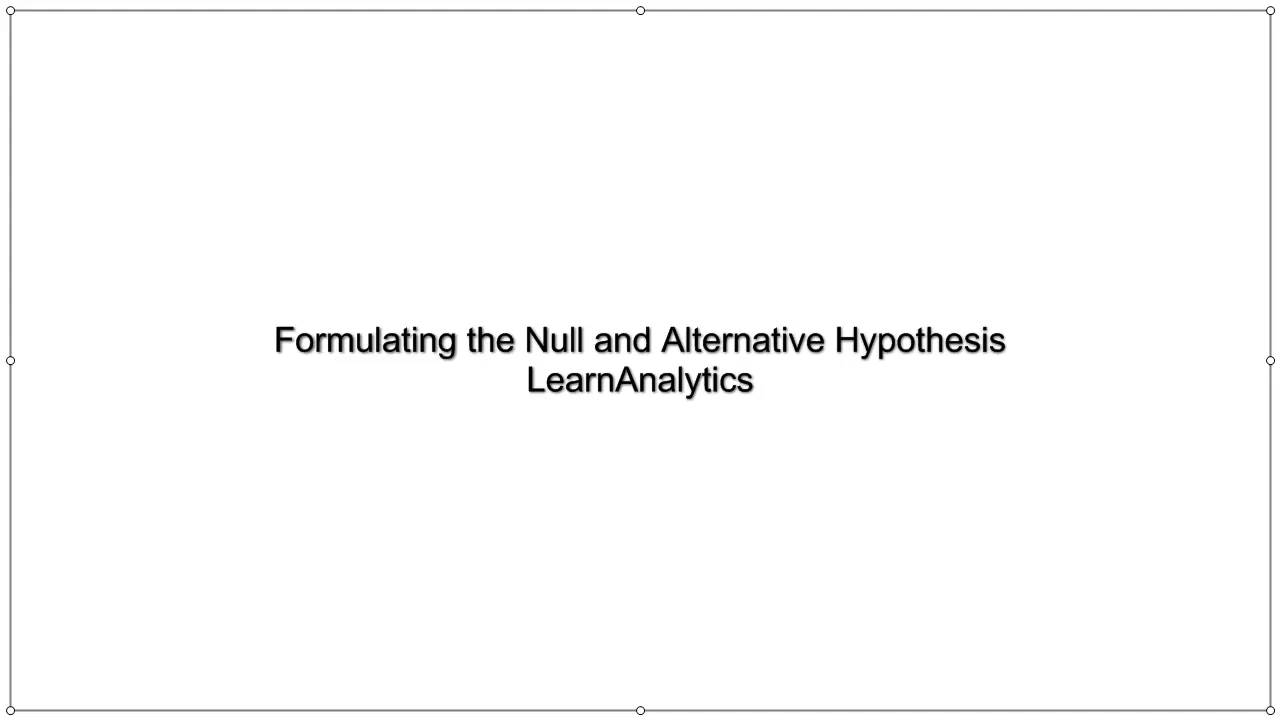 Formulating the Null and Alternative Hypothesis
LearnAnalytics